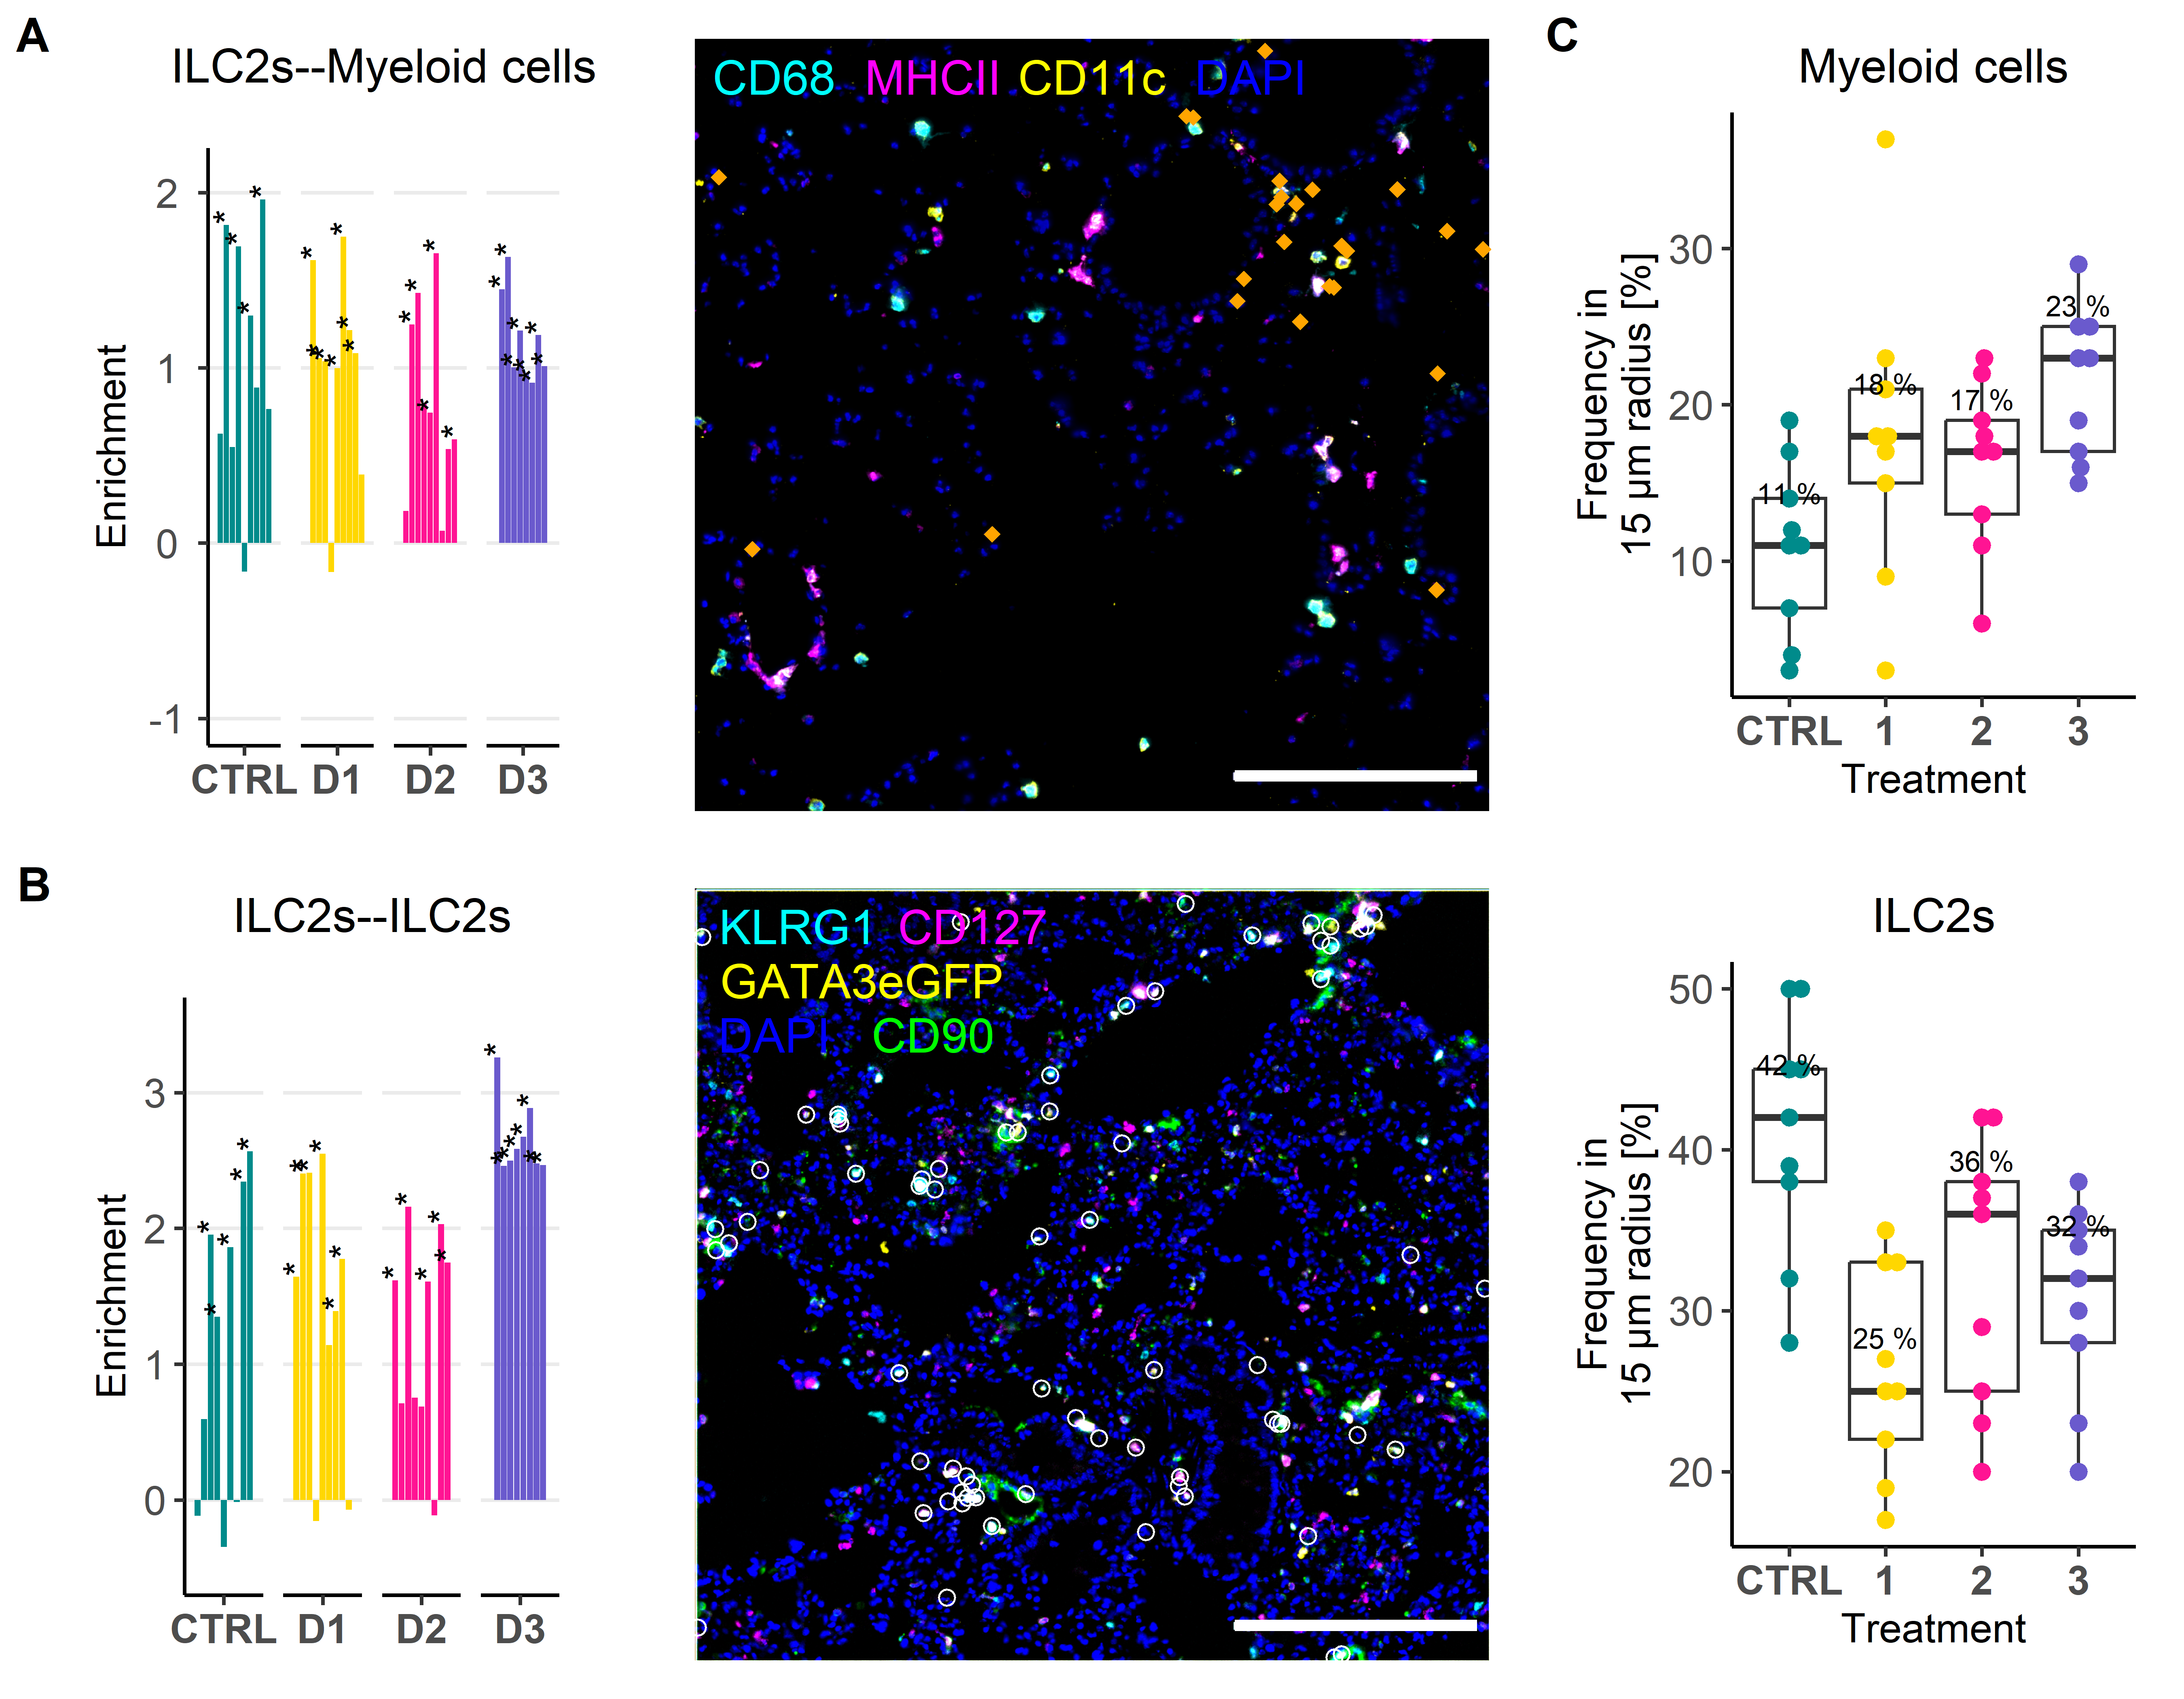 A
ILC2s--Myeloid cells
Enrichment
2
1
0
-1
CTRL D1 D2 D3
* * * * *
* * * * * * *
* * * * * *
* * * * * * * *
CD68 MHCII CD11c DAPI
C
Myeloid cells
Frequency in
15 µm radius [%]
30
20
10
11 %
18 %
17 %
23 %
CTRL 1 2 3
Treatment
B
ILC2s--ILC2s
Enrichment
3
2
1
0
CTRL D1 D2 D3
KLRG1 CD127
GATA3eGFP
DAPI CD90
ILC2s
Frequency in
15 µm radius [%]
50
40
30
20
42 %
25 %
36 %
32 %
CTRL 1 2 3
Treatment